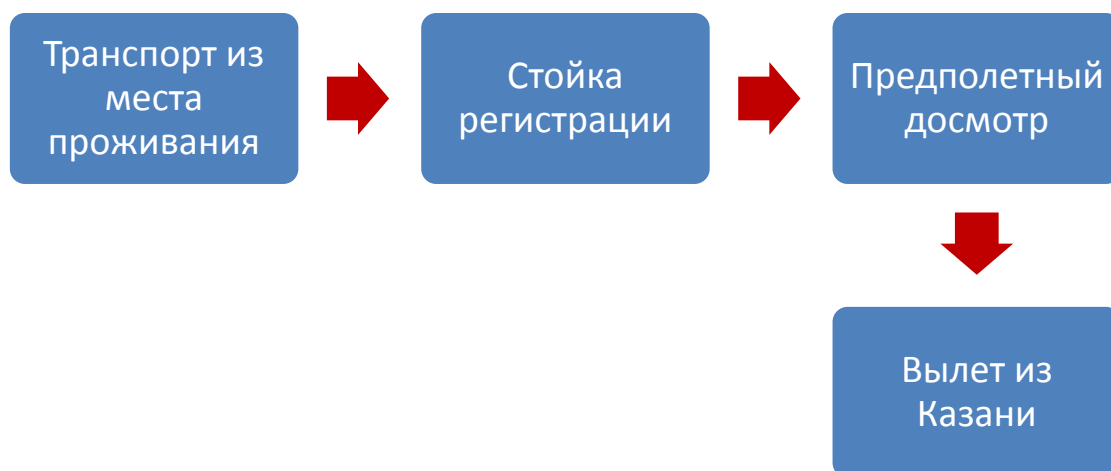 Транспорт из
места
проживания
Стойка
регистрации
Предполетный
досмотр
Вылет из
Казани